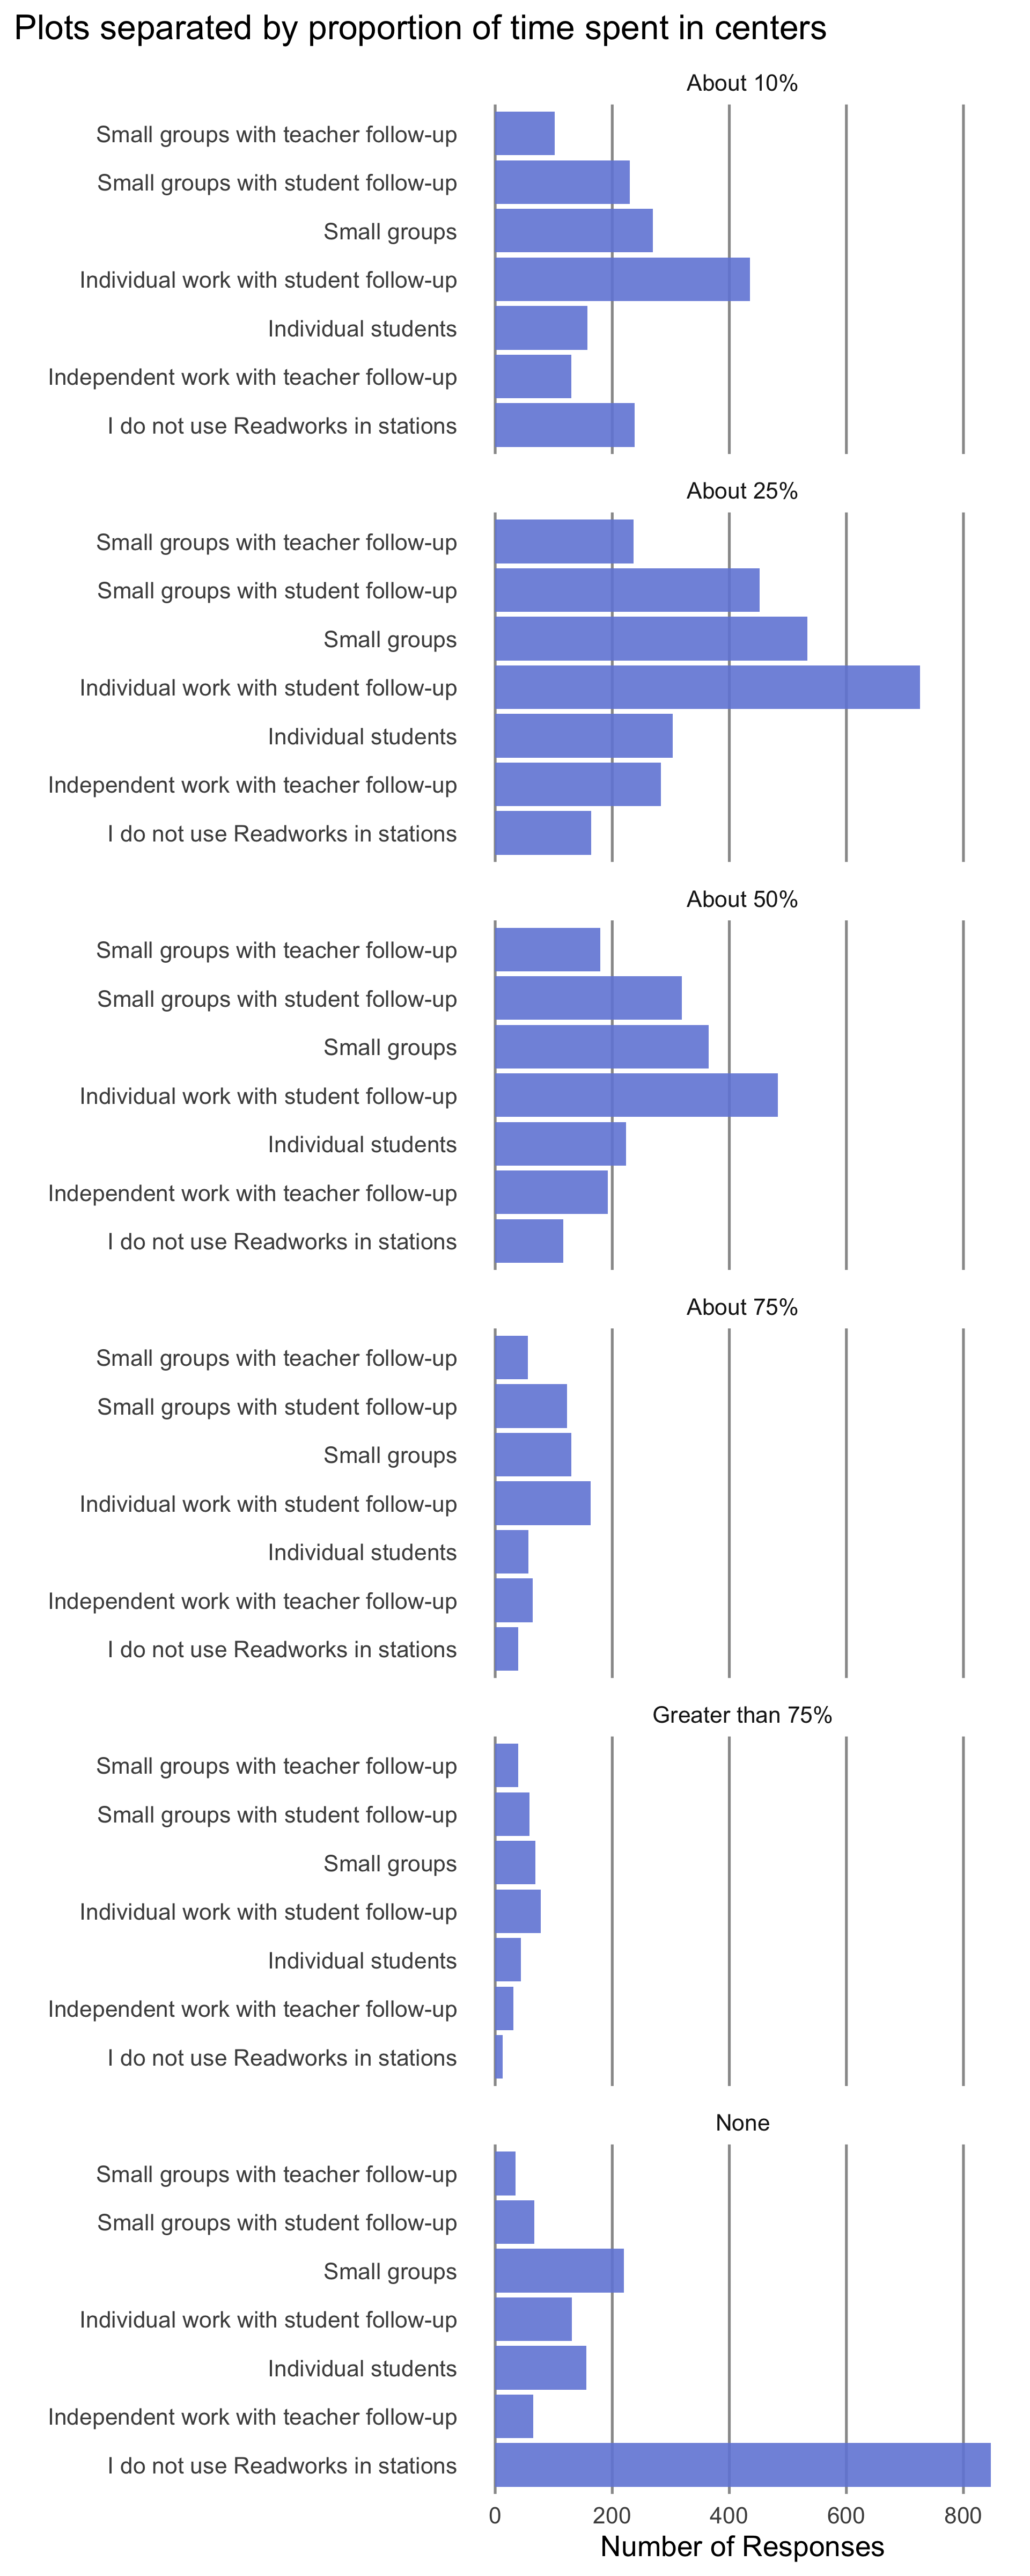 Plots separated by proportion of time spent in centers
About 10%
Small groups with teacher follow-up
Small groups with student follow-up
Small groups
Individual work with student follow-up
Individual students
Independent work with teacher follow-up
I do not use Readworks in stations
About 25%
Small groups with teacher follow-up
Small groups with student follow-up
Small groups
Individual work with student follow-up
Individual students
Independent work with teacher follow-up
I do not use Readworks in stations
About 50%
Small groups with teacher follow-up
Small groups with student follow-up
Small groups
Individual work with student follow-up
Individual students
Independent work with teacher follow-up
I do not use Readworks in stations
About 75%
Small groups with teacher follow-up
Small groups with student follow-up
Small groups
Individual work with student follow-up
Individual students
Independent work with teacher follow-up
I do not use Readworks in stations
Greater than 75%
Small groups with teacher follow-up
Small groups with student follow-up
Small groups
Individual work with student follow-up
Individual students
Independent work with teacher follow-up
I do not use Readworks in stations
None
Small groups with teacher follow-up
Small groups with student follow-up
Small groups
Individual work with student follow-up
Individual students
Independent work with teacher follow-up
I do not use Readworks in stations
0 200 400 600 800
Number of Responses